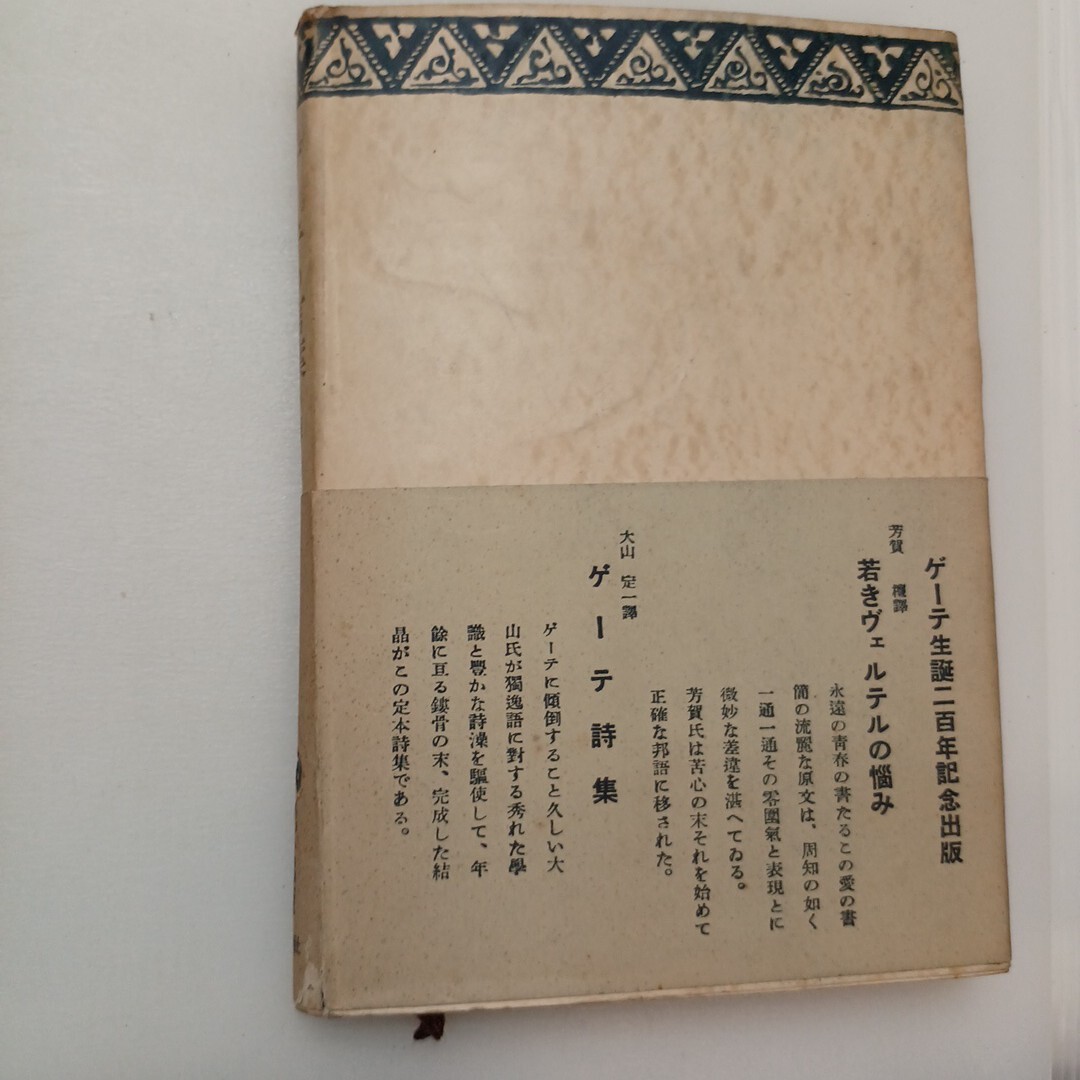 ゲーテ生誕二百年記念出版
芳賀 檀譯
若きヴェルテルの悩み
永遠の青春の書たるこの愛の書
簡の流麗な原文は、周知の如く
一通一通その零圍氣と表現とに
微妙な差違を湛へてゐる。
芳賀氏は苦心の末それを始めて
正確な邦語に移された。
大山 定一譯
ゲーテ詩集
ゲーテに傾倒すること久しい大
山氏が獨逸語に對する秀れた學
識と豊かな詩藻を驅使して、年
餘に亘る鏤骨の末、完成した結
晶がこの定本詩集である。